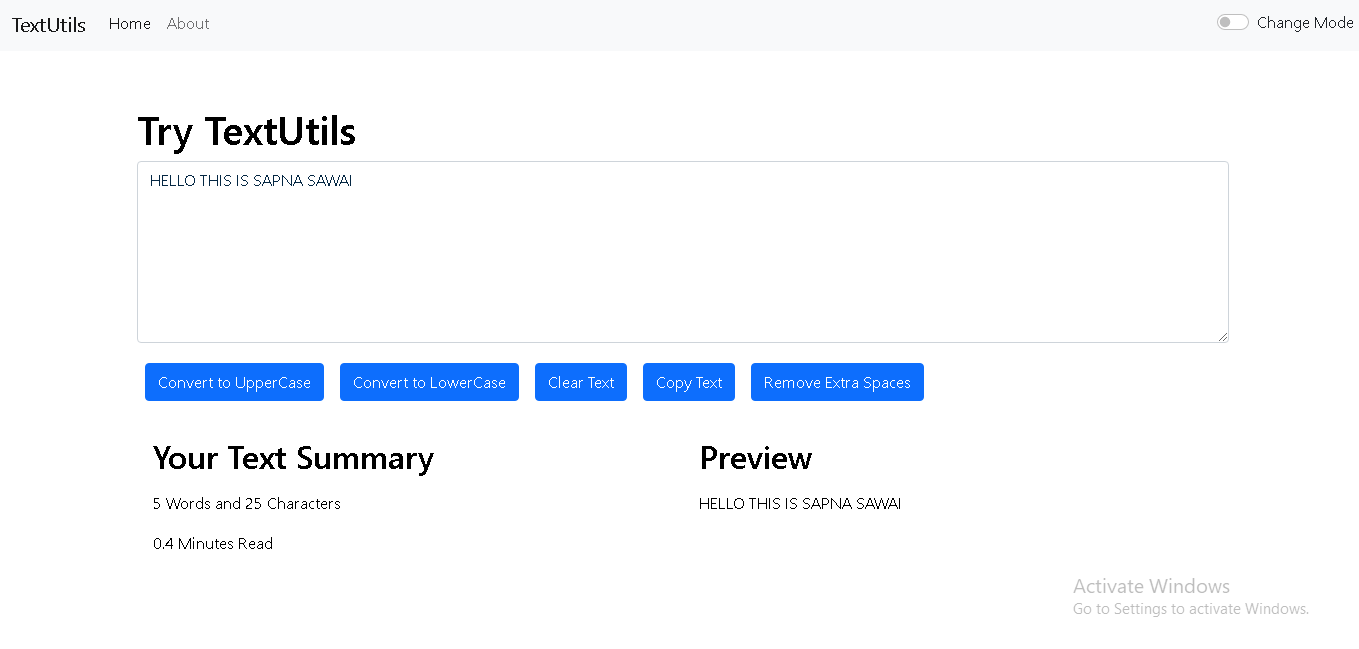 TextUtils Home About Change Mode
Try TextUtils
HELLO THIS IS SAPNA SAWAI
Convert to UpperCase Convert to LowerCase Clear Text Copy Text Remove Extra Spaces
Your Text Summary
5 Words and 25 Characters
0.4 Minutes Read
Preview
HELLO THIS IS SAPNA SAWAI
Activate Windows
Go to Settings to activate Windows.